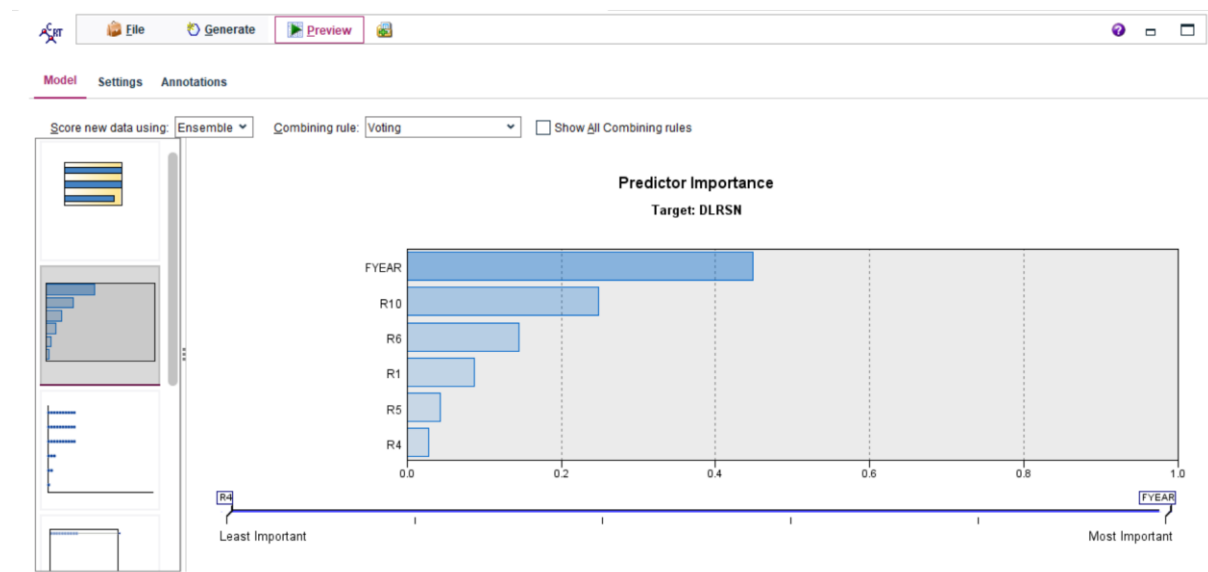 C&RT File Generate Preview
Model Settings Annotations
Score new data using: Ensemble Combining rule: Voting Show All Combining rules
Predictor Importance
Target: DLRSN
FYEAR
R10
R6
R1
R5
R4
0.0 0.2 0.4 0.6 0.8 1.0
R4 FYEAR
Least Important Most Important